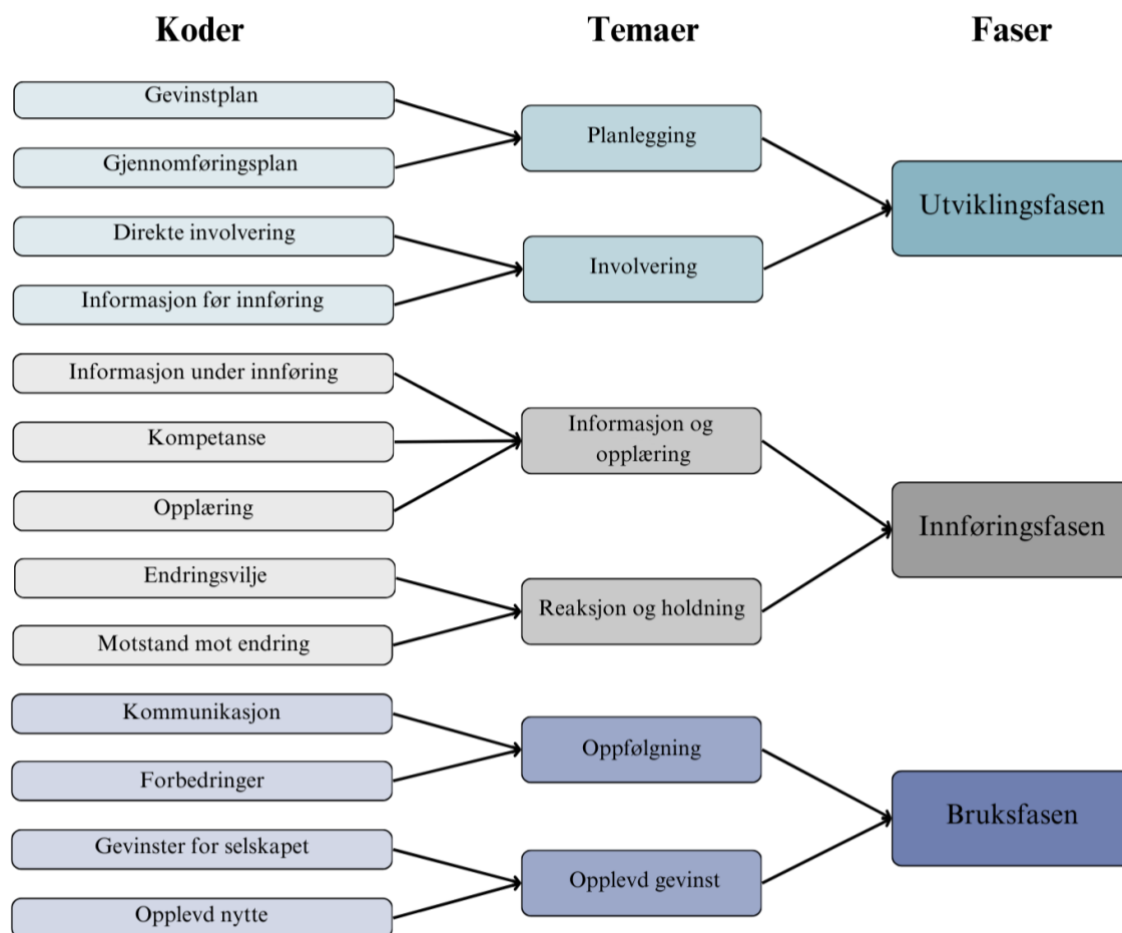 Koder
Temaer
Faser
Gevinstplan
Gjennomføringsplan
Direkte involvering
Informasjon før innføring
Informasjon under innføring
Kompetanse
Opplæring
Endringsvilje
Motstand mot endring
Kommunikasjon
Forbedringer
Gevinster for selskapet
Opplevd nytte
Planlegging
Involvering
Informasjon og
opplæring
Reaksjon og holdning
Oppfølgning
Opplevd gevinst
Utviklingsfasen
Innføringsfasen
Bruksfasen